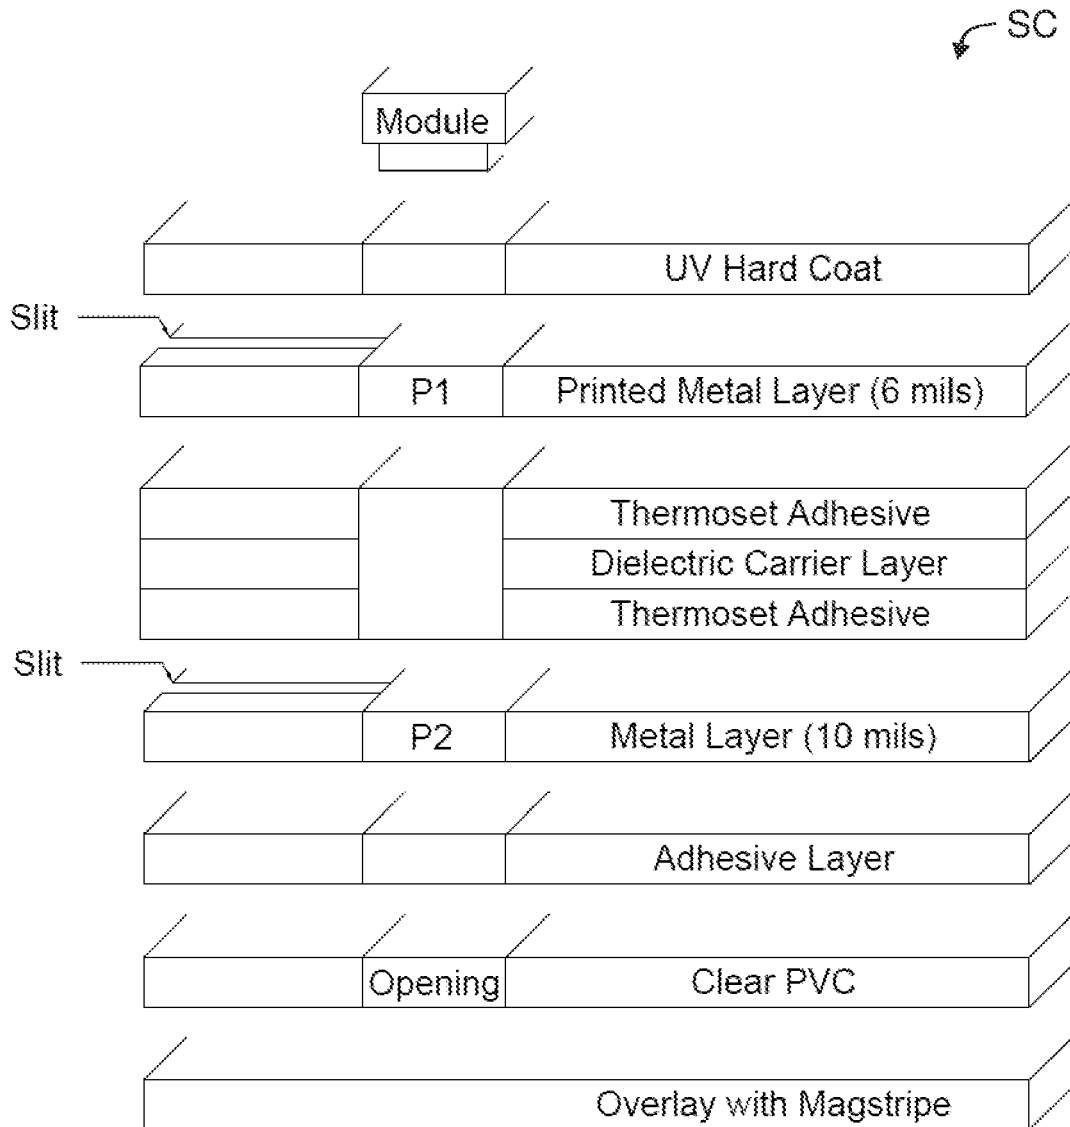 SC
Module
UV Hard Coat
Slit
P1 Printed Metal Layer (6 mils)
Thermoset Adhesive
Dielectric Carrier Layer
Thermoset Adhesive
Slit
P2 Metal Layer (10 mils)
Adhesive Layer
Opening Clear PVC
Overlay with Magstripe